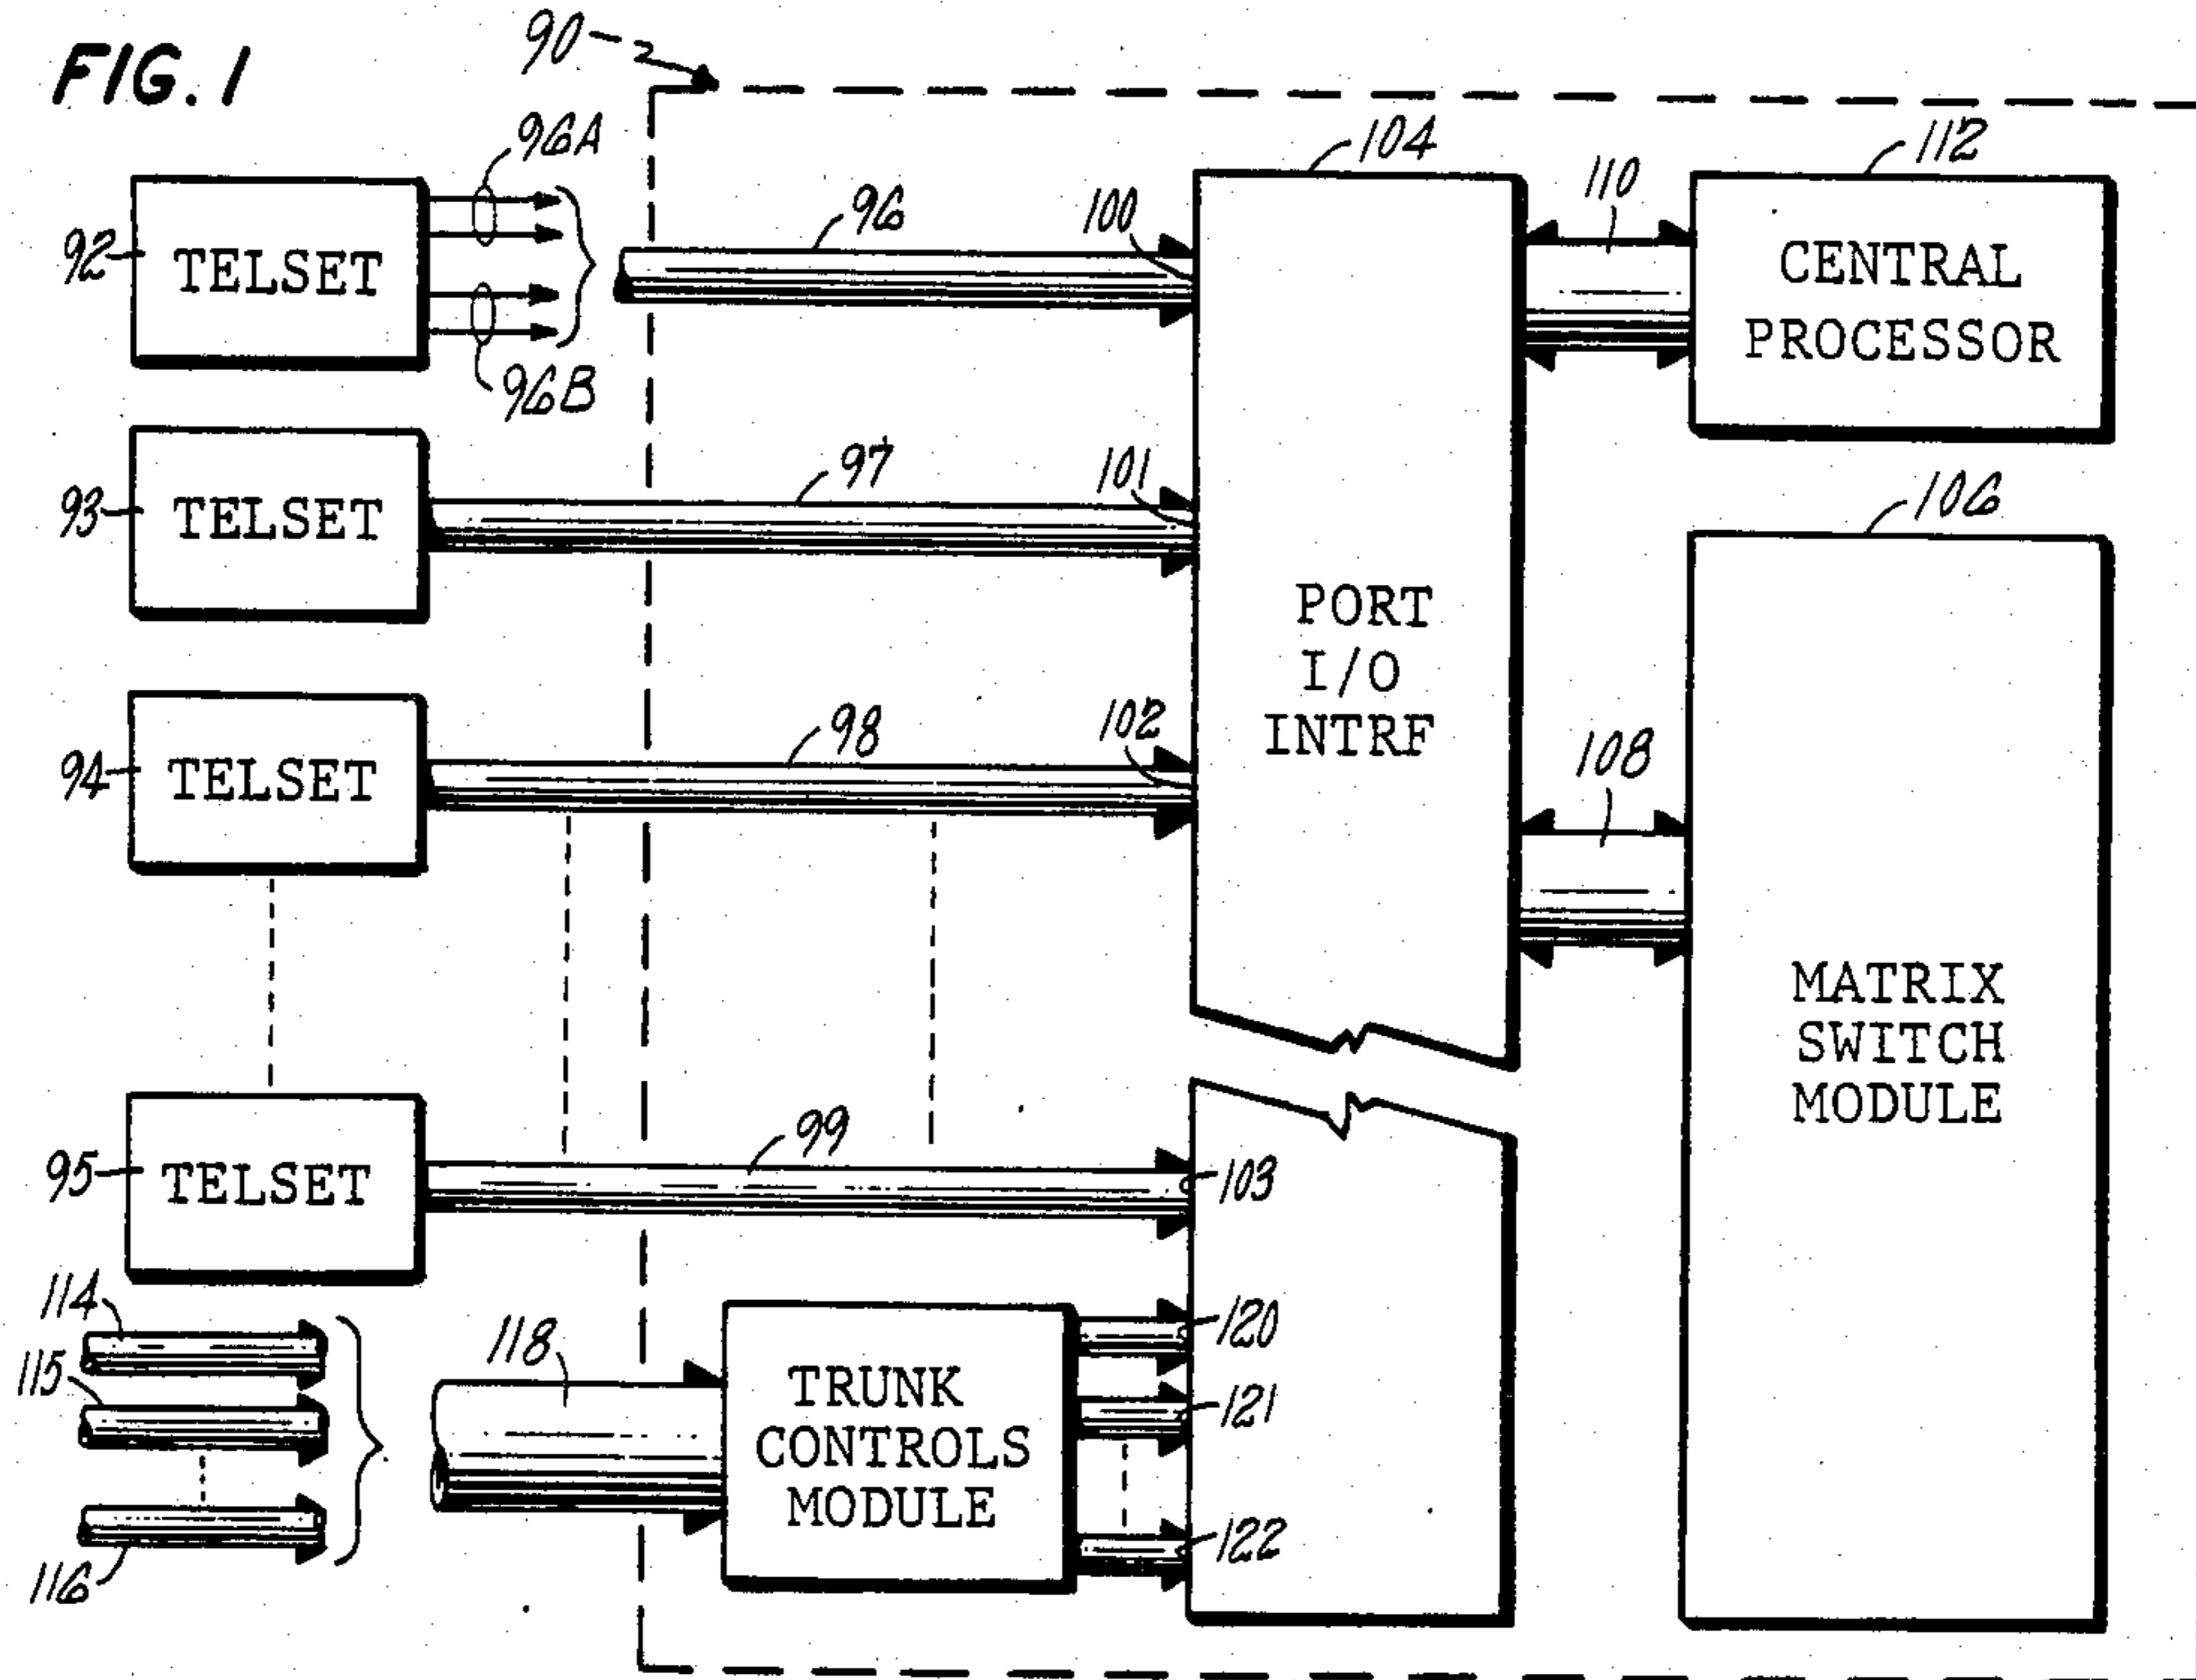 FIG. 1
90
96A
104
112
110
96
100
92
TELSET
CENTRAL
PROCESSOR
96B
97
101
93
TELSET
106
PORT
I/O
INTRF
98
102
94
TELSET
108
MATRIX
SWITCH
MODULE
99
95
TELSET
103
114
115
116
118
TRUNK
CONTROLS
MODULE
120
121
122